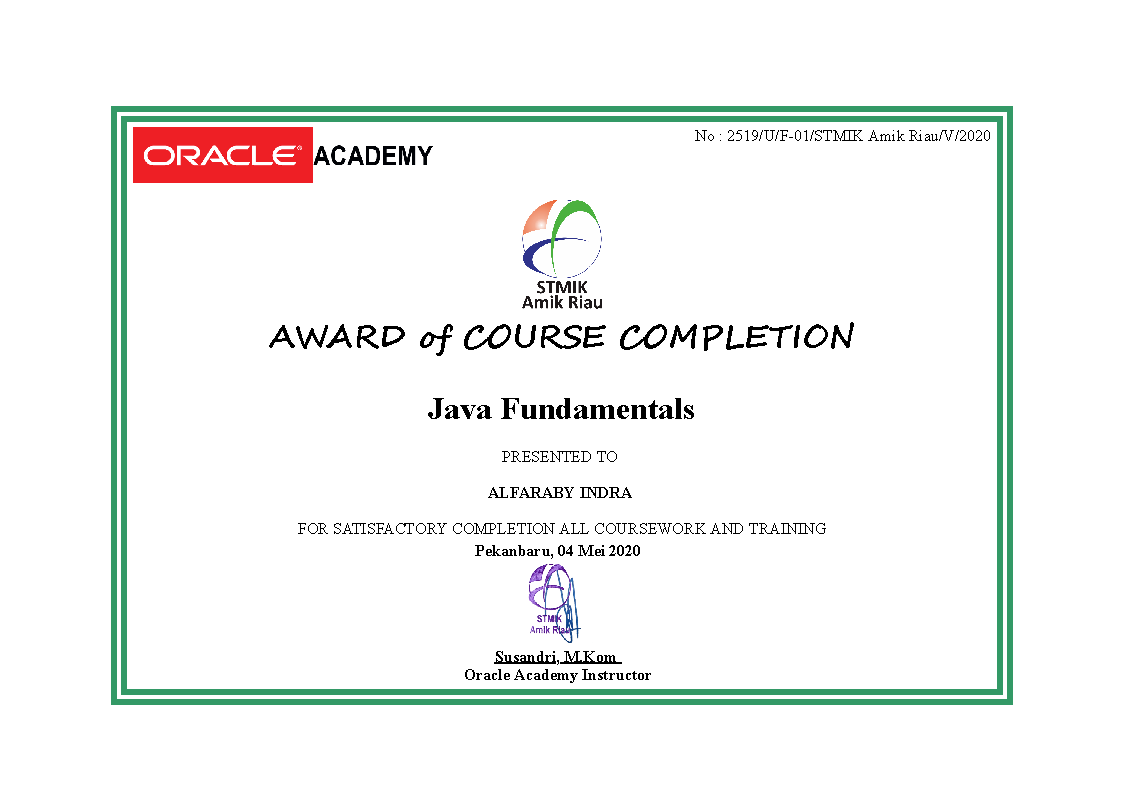 No : 2519/U/F-01/STMIK Amik Riau/V/2020
ORACLE® ACADEMY
STMIK
Amik Riau
AWARD of COURSE COMPLETION
Java Fundamentals
PRESENTED TO
ALFARABY INDRA
FOR SATISFACTORY COMPLETION ALL COURSEWORK AND TRAINING
Pekanbaru, 04 Mei 2020
STMIK
Amik Riau
Susandri, M.Kom
Oracle Academy Instructor